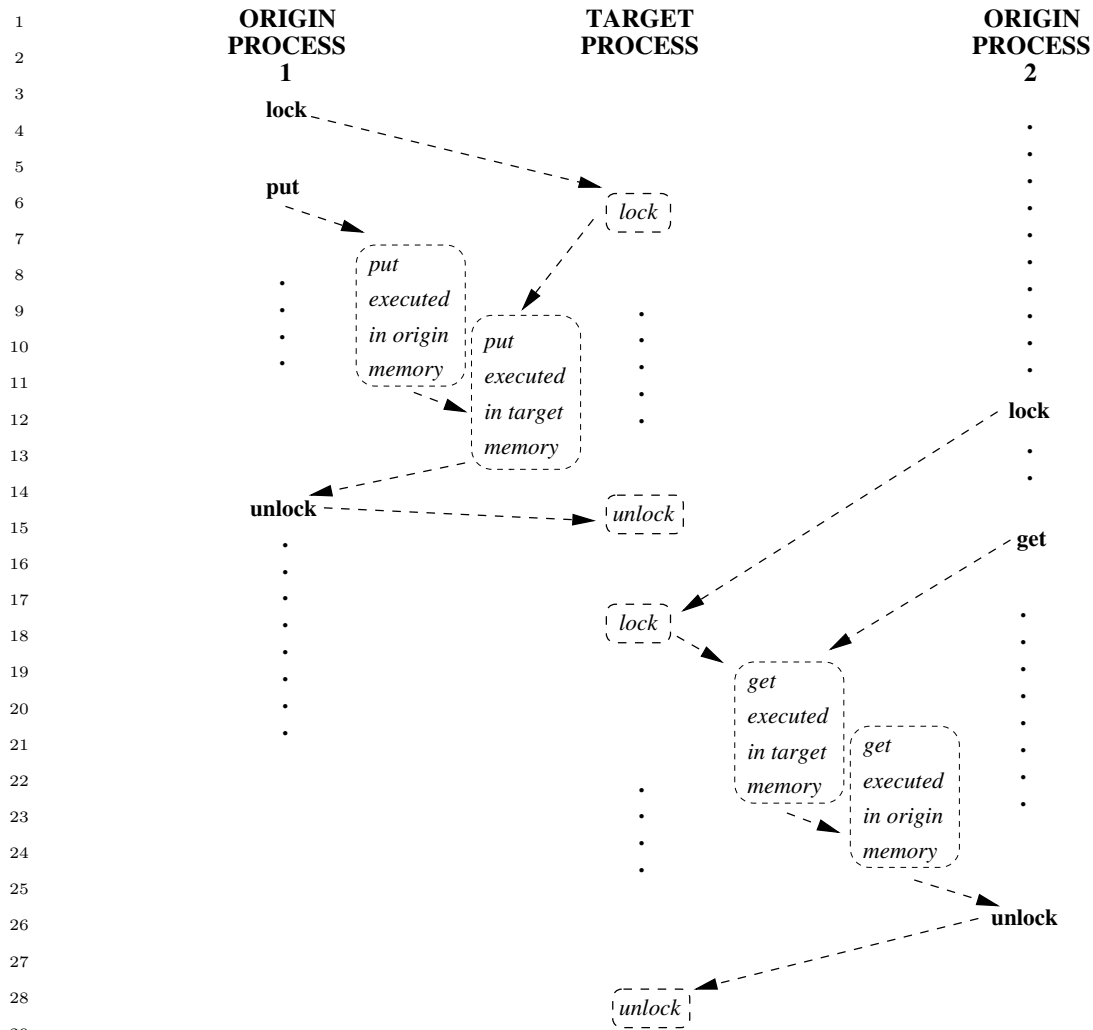 1
ORIGIN
PROCESS
1
TARGET
PROCESS
ORIGIN
PROCESS
2
2
3
lock
4
5
put
6
lock
7
8
put
executed
in origin
memory
9
10
put
executed
in target
memory
11
12
lock
13
14
unlock
unlock
15
get
16
17
lock
18
19
get
executed
in target
memory
20
21
get
executed
in origin
memory
22
23
24
25
26
unlock
27
28
unlock